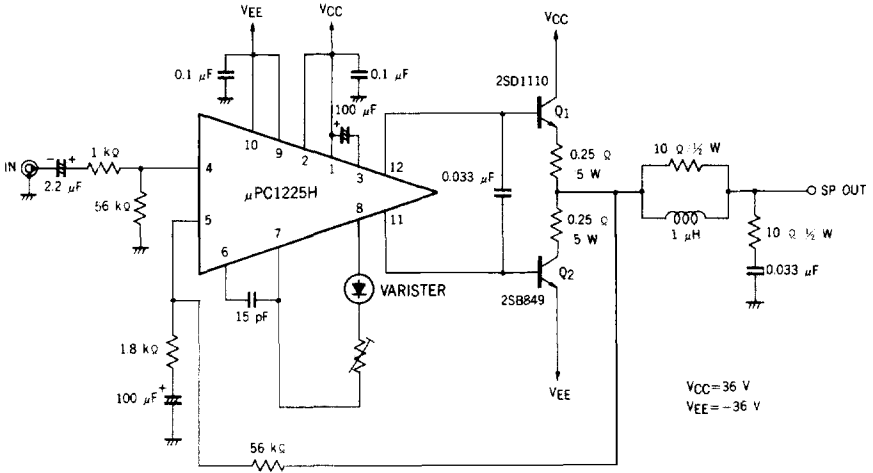 VEE
VCC
VCC
0.1 µF
0.1 µF
100 µF
+
2SD1110
Q1
10
9
2
1
3
12
IN
- +
1 kΩ
2.2 µF
4
µPC1225H
0.033 µF
0.25 Ω
5 W
10 Ω ½ W
SP OUT
56 kΩ
5
8
11
0.25 Ω
5 W
1 µH
10 Ω ½ W
6
7
Q2
0.033 µF
15 pF
VARISTER
2SB849
1.8 kΩ
VEE
VCC=36 V
VEE=-36 V
100 µF
+
56 kΩ